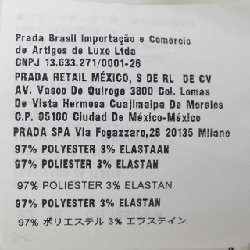 Prada Brasil Importação e Comércio
de Artigos de Luxo Ltda
CNPJ 13.633.271/0001-26
PRADA RETAIL MÉXICO, S DE RL DE CV
AV. Vasco De Quiroga 3800 Col. Lomas
De Vista Hermosa Cuajimalpa De Morelos
C.P. 05100 Ciudad De México-México
PRADA SPA Via Fogazzaro,28 20135 Milano
97% POLYESTER 3% ELASTAAN
97% POLIESTER 3% ELASTAN
97% POLIESTER 3% ELASTAN
97% POLYESTER 3% ELASTAN
97% ポリエステル 3% エラステイン